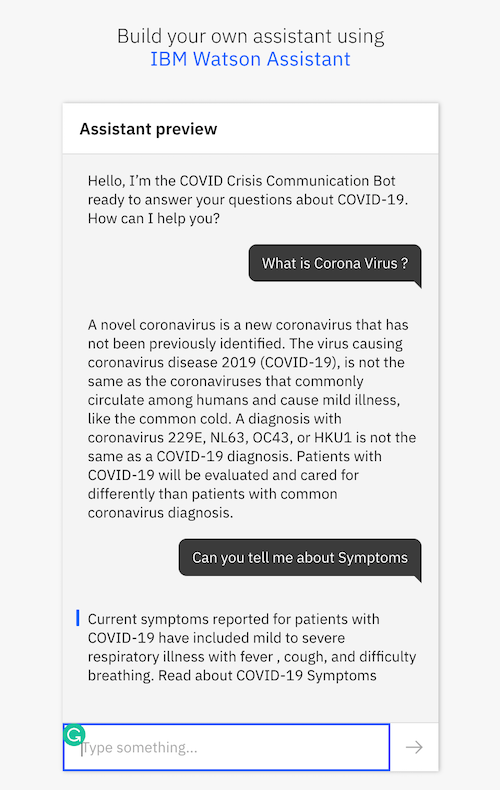 Build your own assistant using
IBM Watson Assistant
Assistant preview
Hello, I'm the COVID Crisis Communication Bot
ready to answer your questions about COVID-19.
How can I help you?
What is Corona Virus ?
A novel coronavirus is a new coronavirus that has
not been previously identified. The virus causing
coronavirus disease 2019 (COVID-19), is not the
same as the coronaviruses that commonly
circulate among humans and cause mild illness,
like the common cold. A diagnosis with
coronavirus 229E, NL63, OC43, or HKU1 is not the
same as a COVID-19 diagnosis. Patients with
COVID-19 will be evaluated and cared for
differently than patients with common
coronavirus diagnosis.
Can you tell me about Symptoms
Current symptoms reported for patients with
COVID-19 have included mild to severe
respiratory illness with fever , cough, and difficulty
breathing. Read about COVID-19 Symptoms
Type something...